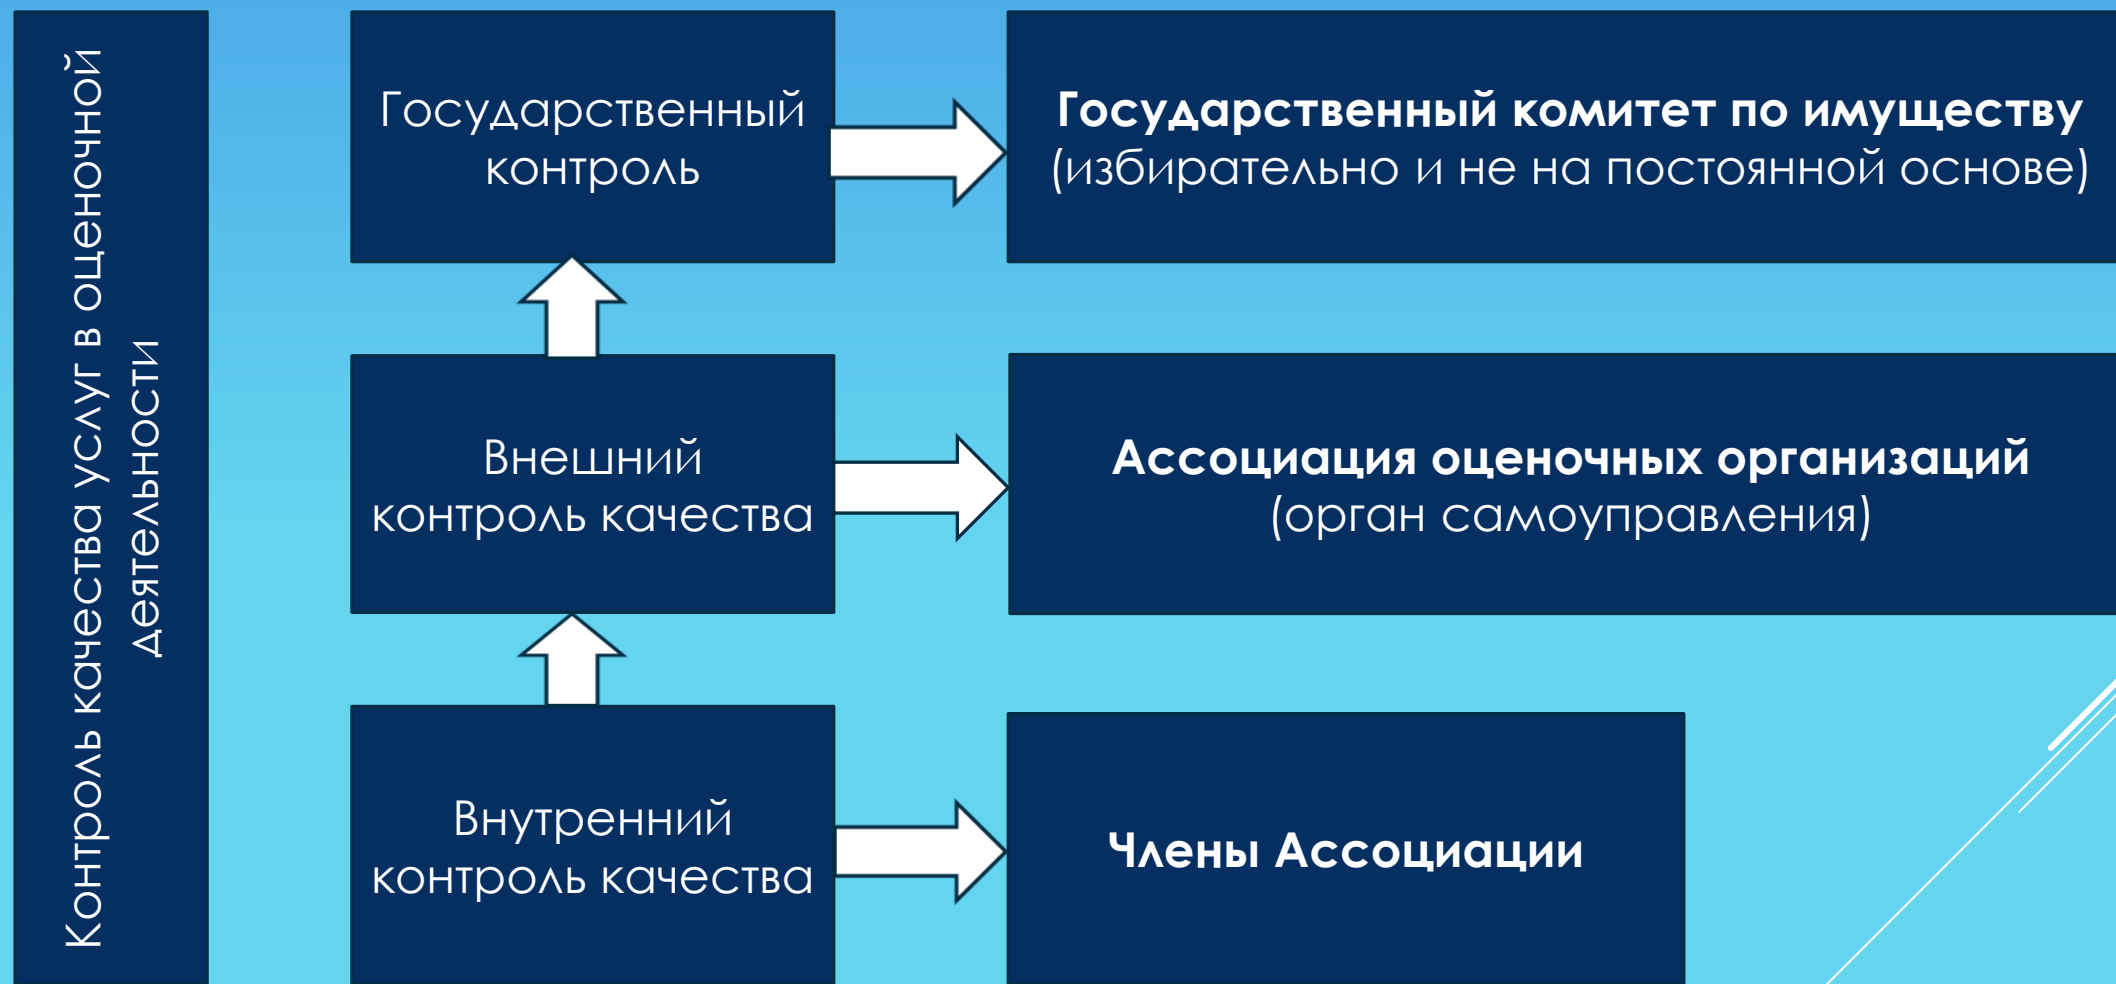 Контроль качества услуг в оценочной
деятельности
Государственный
контроль
Государственный комитет по имуществу
(избирательно и не на постоянной основе)
Внешний
контроль качества
Ассоциация оценочных организаций
(орган самоуправления)
Внутренний
контроль качества
Члены Ассоциации